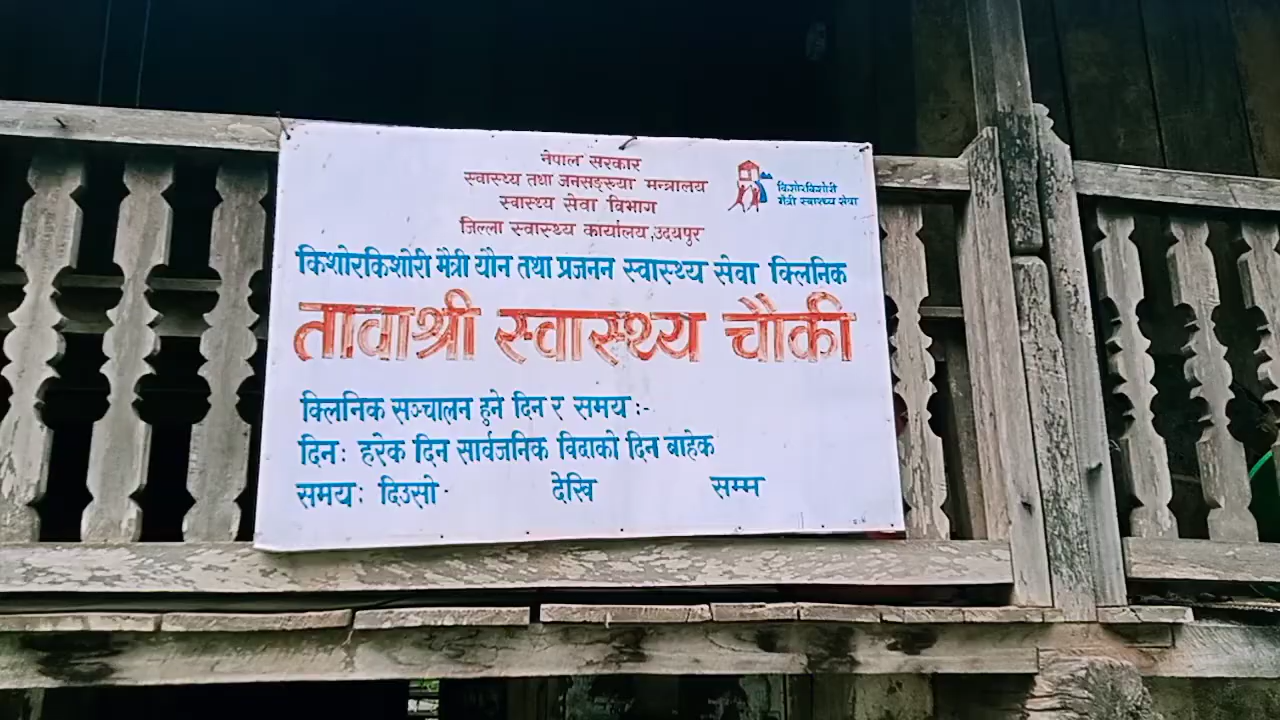 नेपाल सरकार
स्वास्थ्य तथा जनसङ्ख्या मन्त्रालय
स्वास्थ्य सेवा विभाग
जिल्ला स्वास्थ्य कार्यालय,उदयपुर
किशोरकिशोरी
मैत्री स्वास्थ्य सेवा
किशोरकिशोरी मैत्री यौन तथा प्रजनन स्वास्थ्य सेवा क्लिनिक
तावाश्री स्वास्थ्य चौकी
क्लिनिक सञ्चालन हुने दिन र समय :-
दिन: हरेक दिन सार्वजनिक विदाको दिन बाहेक
समय: दिउसो - देखि सम्म